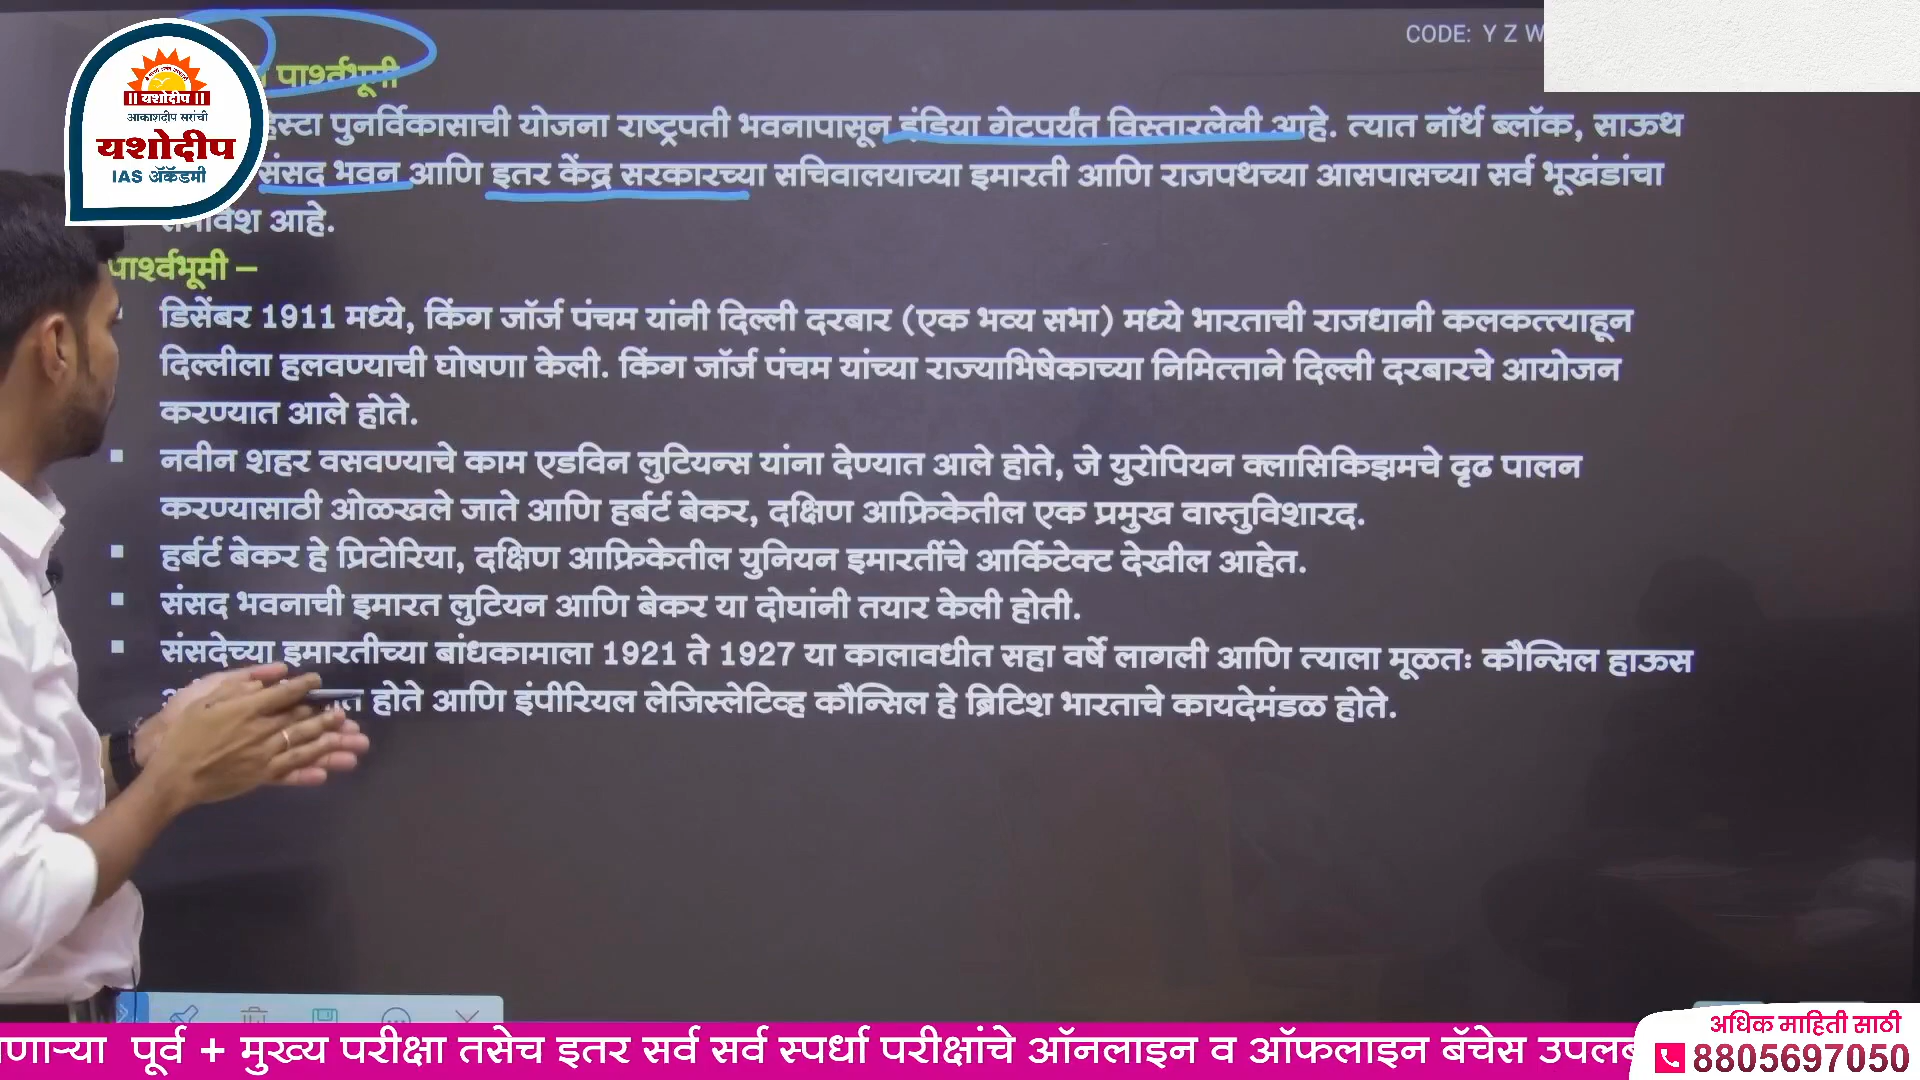 CODE: Y Z W
पार्श्वभूमी
॥ यशोदीप ॥
आकाशदीप सरांची
यशोदीप
IAS ॲकॅडमी
पुनर्विकासाची योजना राष्ट्रपती भवनापासून इंडिया गेटपर्यंत विस्तारलेली आहे. त्यात नॉर्थ ब्लॉक, साऊथ
संसद भवन आणि इतर केंद्र सरकारच्या सचिवालयाच्या इमारती आणि राजपथच्या आसपासच्या सर्व भूखंडांचा
आहे.
पार्श्वभूमी –
डिसेंबर 1911 मध्ये, किंग जॉर्ज पंचम यांनी दिल्ली दरबार (एक भव्य सभा) मध्ये भारताची राजधानी कलकत्त्याहून
दिल्लीला हलवण्याची घोषणा केली. किंग जॉर्ज पंचम यांच्या राज्याभिषेकाच्या निमित्ताने दिल्ली दरबारचे आयोजन
करण्यात आले होते.
▪ नवीन शहर वसवण्याचे काम एडविन लुटियन्स यांना देण्यात आले होते, जे युरोपियन क्लासिकिझमचे दृढ पालन
करण्यासाठी ओळखले जाते आणि हर्बर्ट बेकर, दक्षिण आफ्रिकेतील एक प्रमुख वास्तुविशारद.
▪ हर्बर्ट बेकर हे प्रिटोरिया, दक्षिण आफ्रिकेतील युनियन इमारतींचे आर्किटेक्ट देखील आहेत.
▪ संसद भवनाची इमारत लुटियन आणि बेकर या दोघांनी तयार केली होती.
▪ संसदेच्या इमारतीच्या बांधकामाला 1921 ते 1927 या कालावधीत सहा वर्षे लागली आणि त्याला मूळतः कौन्सिल हाऊस
होते आणि इंपीरियल लेजिस्लेटिव्ह कौन्सिल हे ब्रिटिश भारताचे कायदेमंडळ होते.
पूर्व + मुख्य परीक्षा तसेच इतर सर्व सर्व स्पर्धा परीक्षांचे ऑनलाइन व ऑफलाइन बॅचेस
अधिक माहिती साठी
8805697050